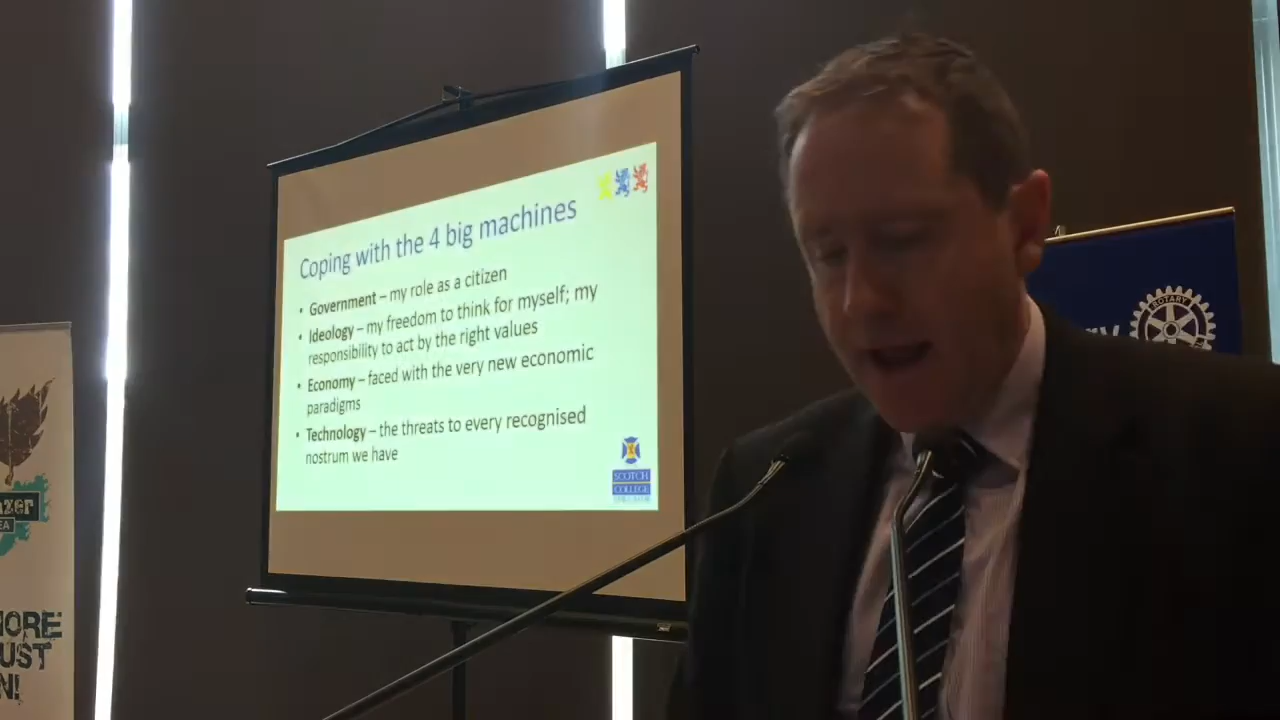 Coping with the 4 big machines
• Government – my role as a citizen
• Ideology – my freedom to think for myself; my
responsibility to act by the right values
• Economy – faced with the very new economic
paradigms
• Technology – the threats to every recognised
nostrum we have
SCOTCH
COLLEGE
ROTARY